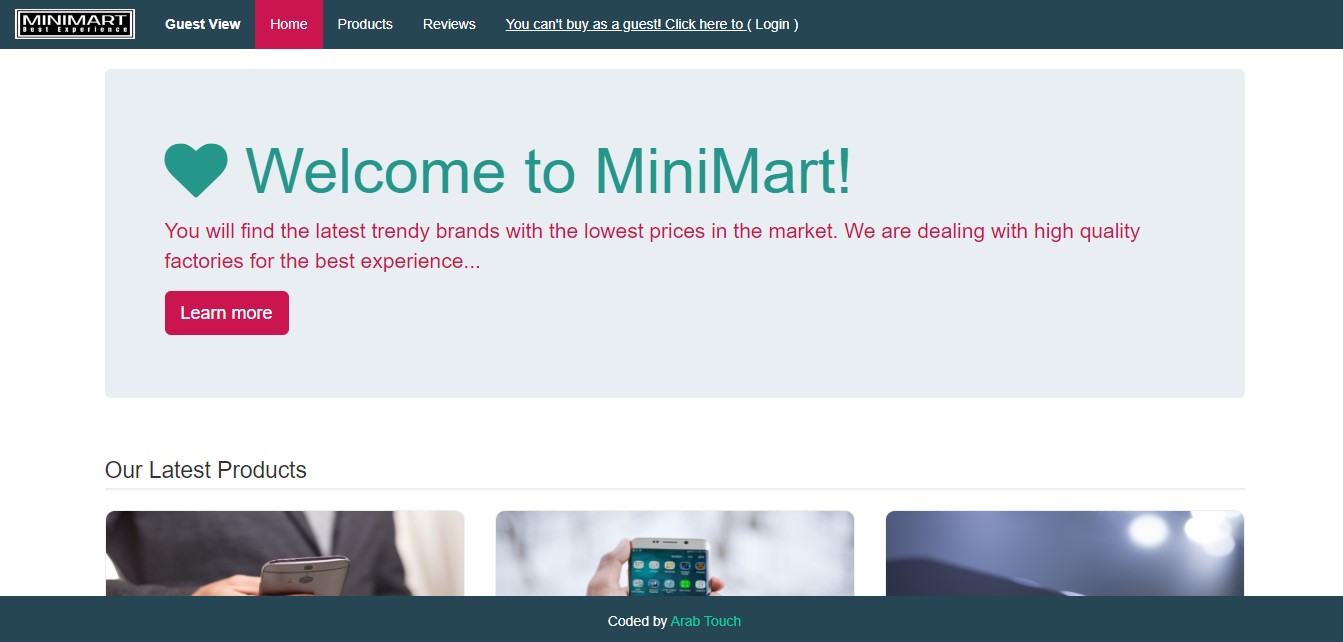 MINIMART
Best Experience
Guest View Home Products Reviews You can't buy as a guest! Click here to ( Login )
Welcome to MiniMart!
You will find the latest trendy brands with the lowest prices in the market. We are dealing with high quality
factories for the best experience...
Learn more
Our Latest Products
Coded by Arab Touch